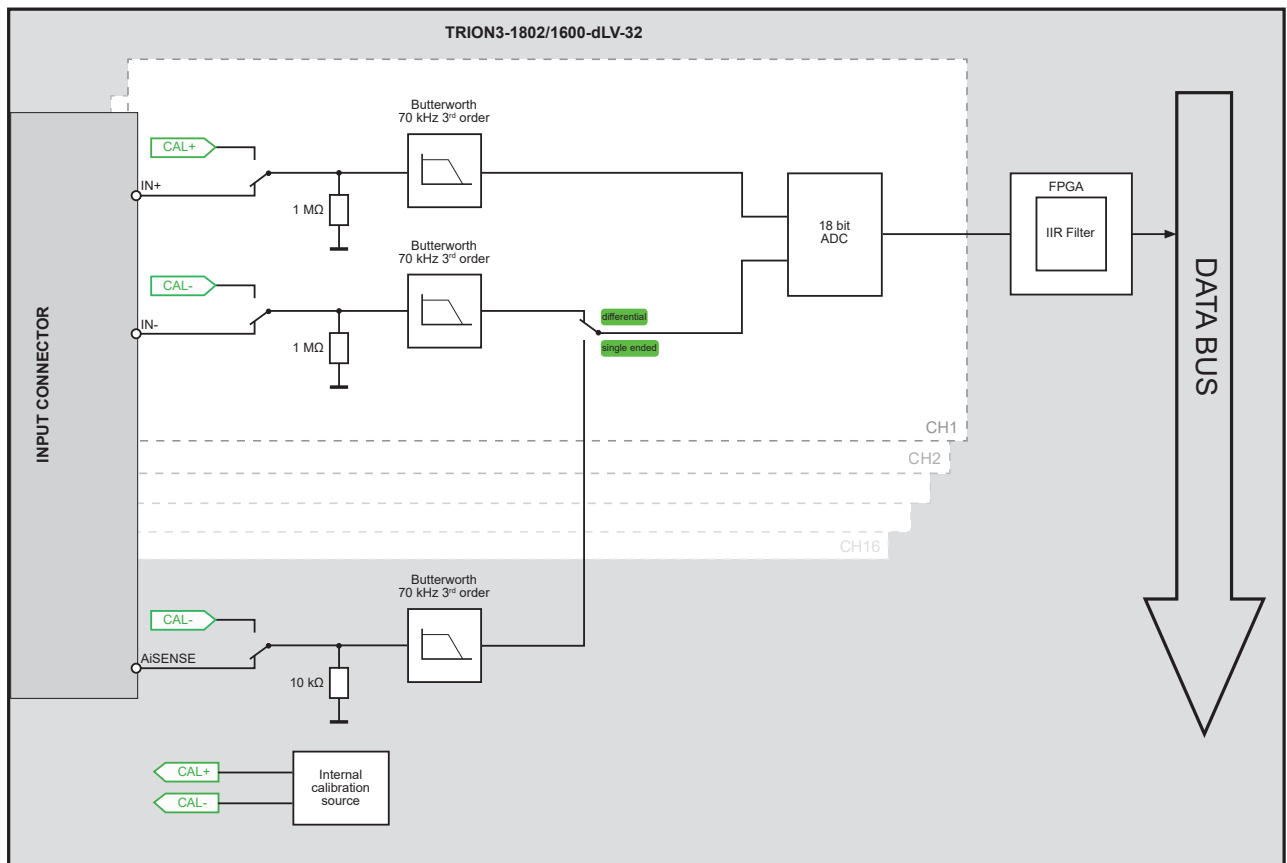 TRION3-1802/1600-dLV-32
INPUT CONNECTOR
Butterworth
70 kHz 3rd order
CAL+
IN+
1 MΩ
18 bit
ADC
FPGA
IIR Filter
DATA BUS
Butterworth
70 kHz 3rd order
CAL-
IN-
1 MΩ
differential
single ended
CH1
CH2
CH16
Butterworth
70 kHz 3rd order
CAL-
AiSENSE
10 kΩ
CAL+
CAL-
Internal
calibration
source